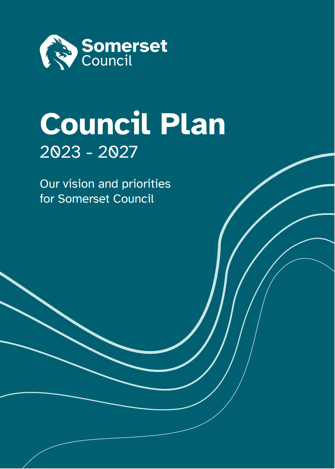 Somerset
Council
Council Plan
2023 - 2027
Our vision and priorities
for Somerset Council